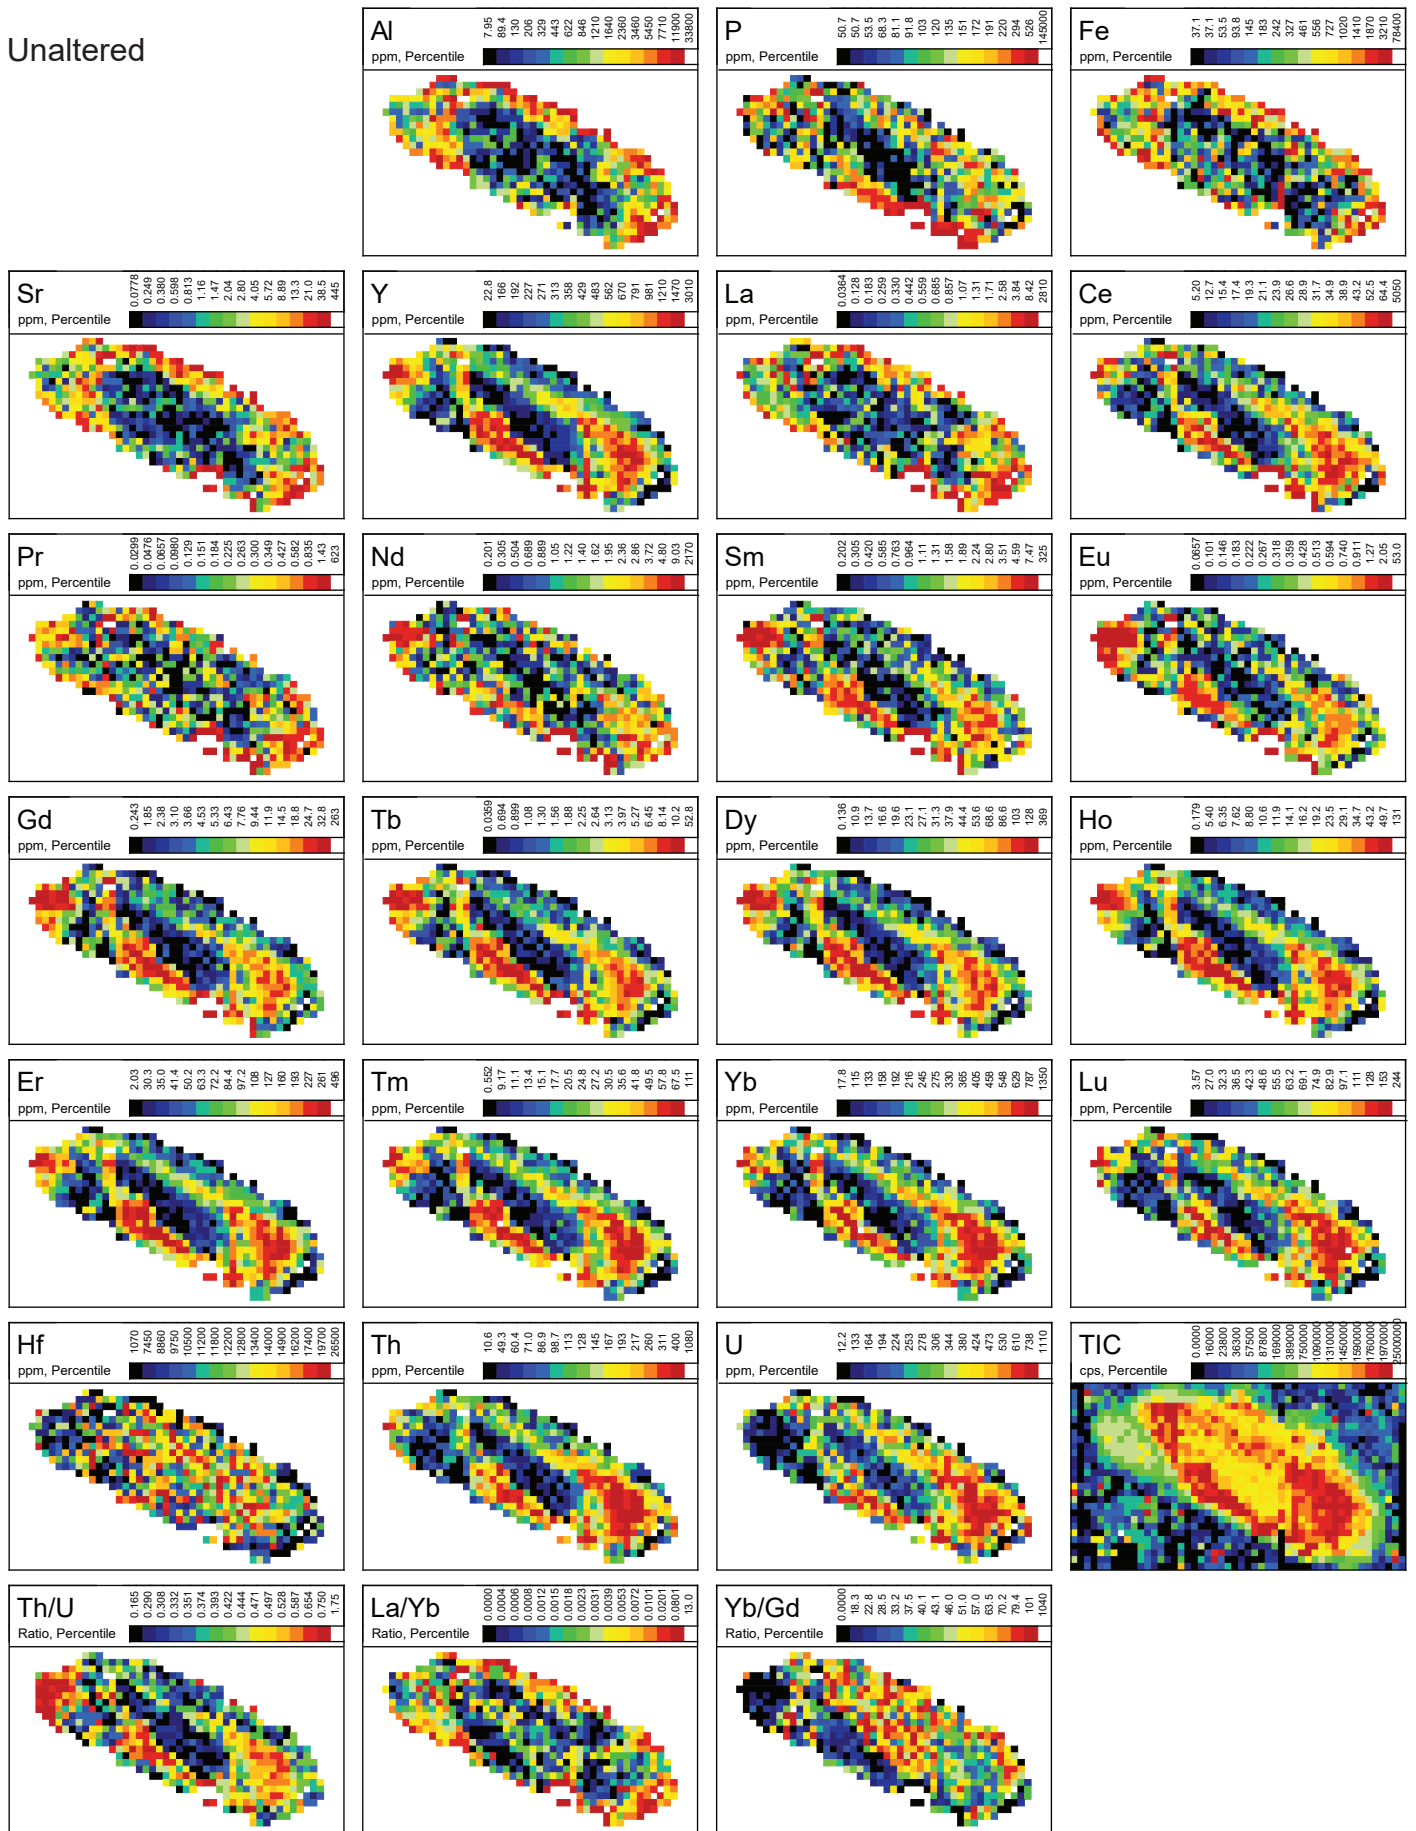 Unaltered
Al
ppm, Percentile
7.95 89.4 130 206 329 443 622 846 1210 1640 2360 3460 5450 7710 11900 33800
P
ppm, Percentile
50.7 50.7 53.5 68.3 81.1 91.8 103 120 135 151 172 191 220 294 526 145000
Fe
ppm, Percentile
37.1 37.1 53.5 93.8 145 183 242 327 461 556 727 1020 1410 1870 3210 78400
Sr
ppm, Percentile
0.0778 0.249 0.380 0.598 0.813 1.16 1.47 2.04 2.80 4.05 5.72 8.89 13.3 21.0 38.5 445
Y
ppm, Percentile
22.8 166 192 227 271 313 358 429 483 562 670 791 981 1210 1470 3010
La
ppm, Percentile
0.0364 0.128 0.183 0.259 0.330 0.442 0.559 0.685 0.857 1.07 1.31 1.71 2.58 3.84 8.42 2810
Ce
ppm, Percentile
5.20 12.7 15.4 17.4 19.3 21.1 23.9 26.6 28.9 31.7 34.9 38.9 43.2 52.5 64.4 5050
Pr
ppm, Percentile
0.0299 0.0476 0.0657 0.0980 0.129 0.151 0.184 0.225 0.263 0.300 0.349 0.427 0.582 0.835 1.43 623
Nd
ppm, Percentile
0.201 0.305 0.504 0.689 0.889 1.05 1.22 1.40 1.62 1.95 2.36 2.86 3.72 4.80 9.03 2170
Sm
ppm, Percentile
0.202 0.305 0.420 0.585 0.763 0.964 1.11 1.31 1.58 1.89 2.24 2.80 3.51 4.59 7.47 325
Eu
ppm, Percentile
0.0657 0.101 0.146 0.183 0.222 0.267 0.318 0.359 0.428 0.513 0.594 0.740 0.911 1.27 2.05 53.0
Gd
ppm, Percentile
0.243 1.85 2.38 3.10 3.66 4.53 5.33 6.43 7.76 9.44 11.9 14.5 18.8 24.7 32.8 263
Tb
ppm, Percentile
0.0359 0.694 0.899 1.08 1.30 1.56 1.88 2.25 2.64 3.13 3.97 5.27 6.45 8.14 10.2 52.8
Dy
ppm, Percentile
0.136 10.9 13.7 16.6 19.6 23.1 27.1 31.3 37.9 44.4 53.6 68.6 86.6 103 128 369
Ho
ppm, Percentile
0.179 5.40 6.35 7.62 8.80 10.6 11.9 14.1 16.2 19.2 23.5 29.1 34.7 43.2 49.7 131
Er
ppm, Percentile
2.03 30.3 35.0 41.4 50.2 63.3 72.2 84.4 97.2 108 127 160 193 227 261 496
Tm
ppm, Percentile
0.552 9.17 11.1 13.4 15.1 17.7 20.5 24.8 27.2 30.5 35.6 41.8 49.5 57.8 67.5 111
Yb
ppm, Percentile
17.8 115 133 158 192 216 245 275 330 365 405 458 548 629 787 1350
Lu
ppm, Percentile
3.57 27.0 32.3 36.5 42.3 48.6 55.5 63.2 69.1 74.9 82.9 97.1 111 128 153 244
Hf
ppm, Percentile
1070 7450 8860 9750 10500 11200 11800 12200 12800 13400 14000 14900 16200 17400 19700 26500
Th
ppm, Percentile
10.6 49.3 60.4 71.0 86.9 98.7 113 128 145 167 193 217 260 311 400 1080
U
ppm, Percentile
12.2 133 164 194 224 253 278 306 344 380 424 473 530 610 738 1110
TIC
cps, Percentile
0.0000 16000 23800 36300 57500 87800 169000 389000 750000 1090000 1310000 1450000 1590000 1760000 1970000 25000000
Th/U
Ratio, Percentile
0.165 0.290 0.308 0.332 0.351 0.374 0.393 0.422 0.444 0.471 0.497 0.528 0.587 0.654 0.750 1.75
La/Yb
Ratio, Percentile
0.0000 0.0004 0.0006 0.0008 0.0012 0.0015 0.0018 0.0023 0.0031 0.0039 0.0053 0.0072 0.0101 0.0201 0.0801 13.0
Yb/Gd
Ratio, Percentile
0.0000 18.3 22.8 28.5 33.2 37.5 40.1 43.1 46.0 51.0 57.0 63.5 70.2 79.4 101 1040